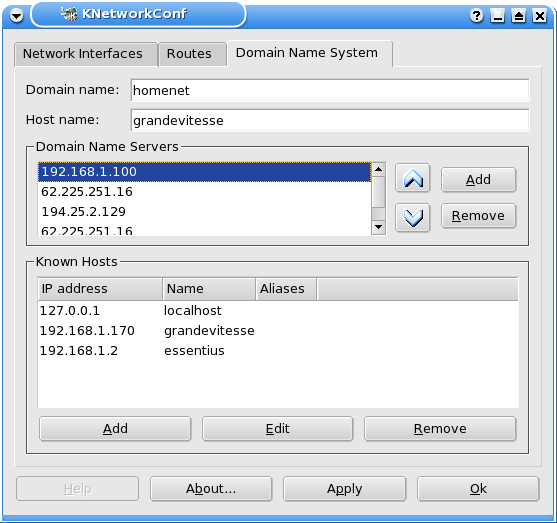 KNetworkConf
Network Interfaces Routes Domain Name System
Domain name: homenet
Host name: grandevitesse
Domain Name Servers
192.168.1.100
62.225.251.16
194.25.2.129
62.225.251.16
Add
Remove
Known Hosts
IP address Name Aliases
127.0.0.1 localhost
192.168.1.170 grandevitesse
192.168.1.2 essentius
Add Edit Remove
Help About... Apply Ok